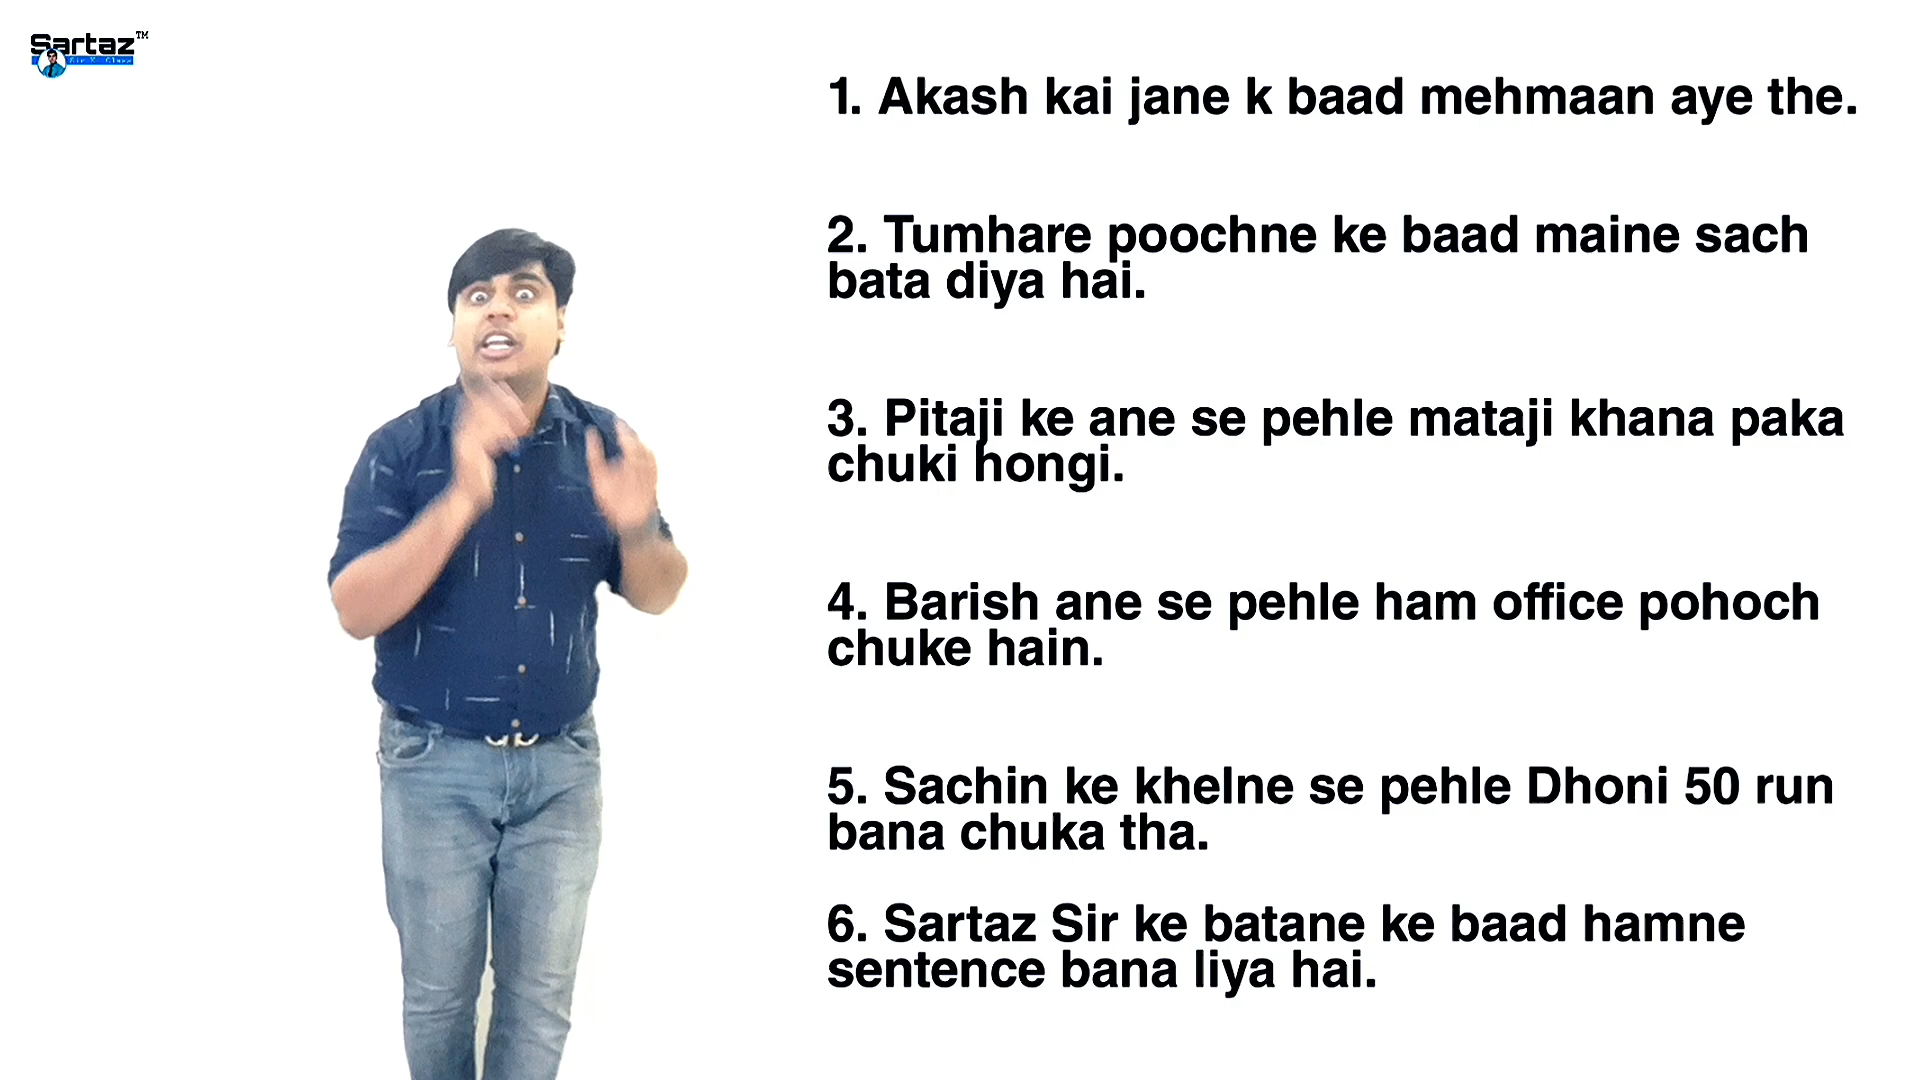 Sartaz™
Sir K Class
1. Akash kai jane k baad mehmaan aye the.
2. Tumhare poochne ke baad maine sach
bata diya hai.
3. Pitaji ke ane se pehle mataji khana paka
chuki hongi.
4. Barish ane se pehle ham office pohoch
chuke hain.
5. Sachin ke khelne se pehle Dhoni 50 run
bana chuka tha.
6. Sartaz Sir ke batane ke baad hamne
sentence bana liya hai.